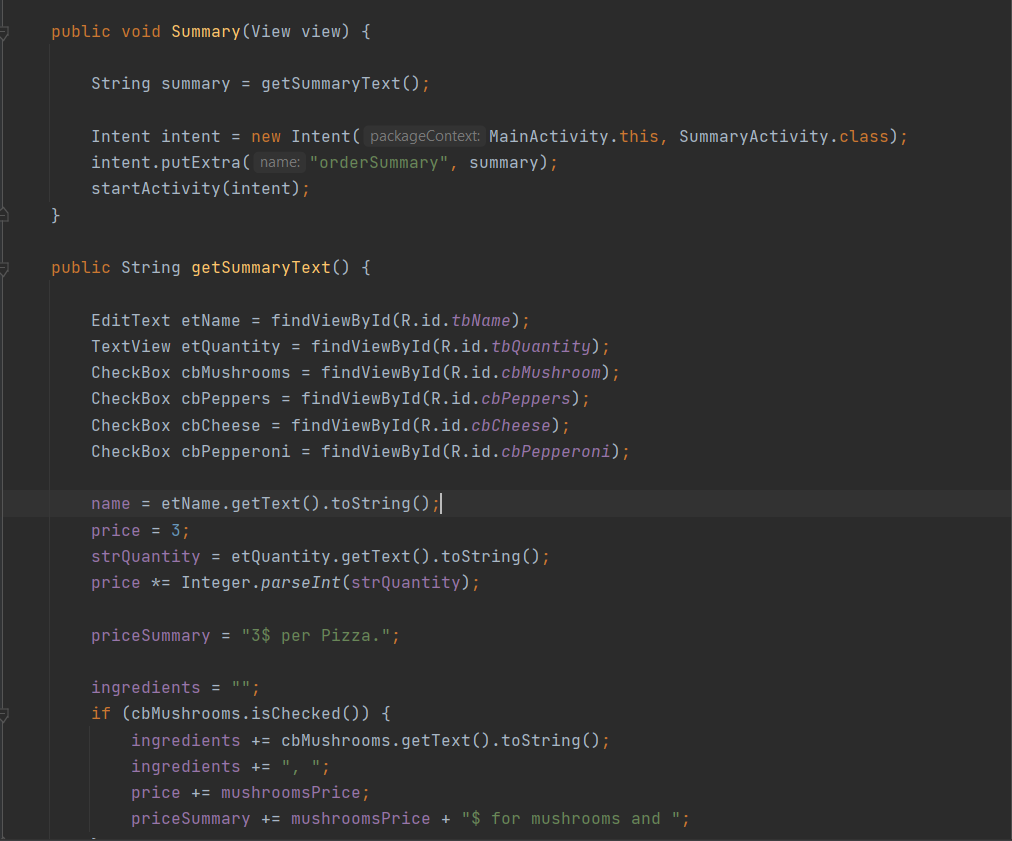 public void Summary(View view) {
String summary = getSummaryText();
Intent intent = new Intent( packageContext: MainActivity.this, SummaryActivity.class);
intent.putExtra( name: "orderSummary", summary);
startActivity(intent);
}
public String getSummaryText() {
EditText etName = findViewById(R.id.tbName);
TextView etQuantity = findViewById(R.id.tbQuantity);
CheckBox cbMushrooms = findViewById(R.id.cbMushroom);
CheckBox cbPeppers = findViewById(R.id.cbPeppers);
CheckBox cbCheese = findViewById(R.id.cbCheese);
CheckBox cbPepperoni = findViewById(R.id.cbPepperoni);
name = etName.getText().toString();
price = 3;
strQuantity = etQuantity.getText().toString();
price *= Integer.parseInt(strQuantity);
priceSummary = "3$ per Pizza.";
ingredients = "";
if (cbMushrooms.isChecked()) {
ingredients += cbMushrooms.getText().toString();
ingredients += ", ";
price += mushroomsPrice;
priceSummary += mushroomsPrice + "$ for mushrooms and ";